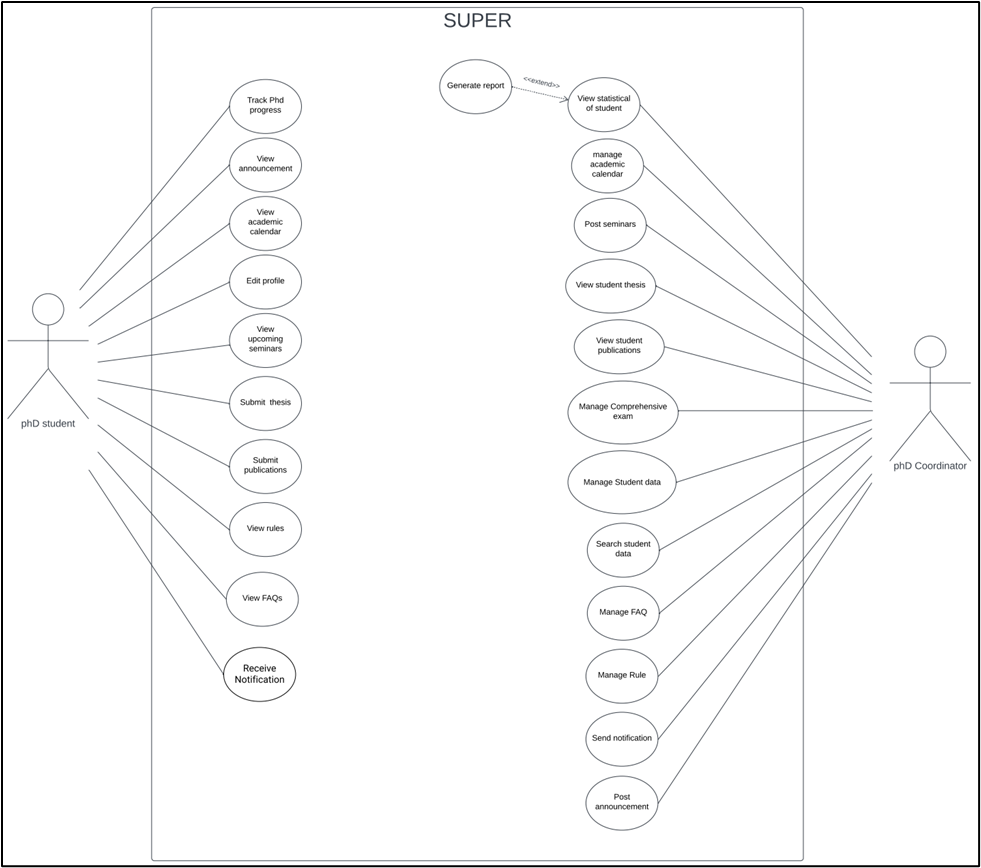 SUPER
Generate report
<<extend>>
View statistical
of student
Track Phd
progress
View
announcement
View
academic
calendar
Edit profile
View
upcoming
seminars
Submit thesis
Submit
publications
View rules
View FAQs
Receive
Notification
phD student
manage
academic
calendar
Post seminars
View student thesis
View student
publications
Manage Comprehensive
exam
Manage Student data
Search student
data
Manage FAQ
Manage Rule
Send notification
Post
announcement
phD Coordinator